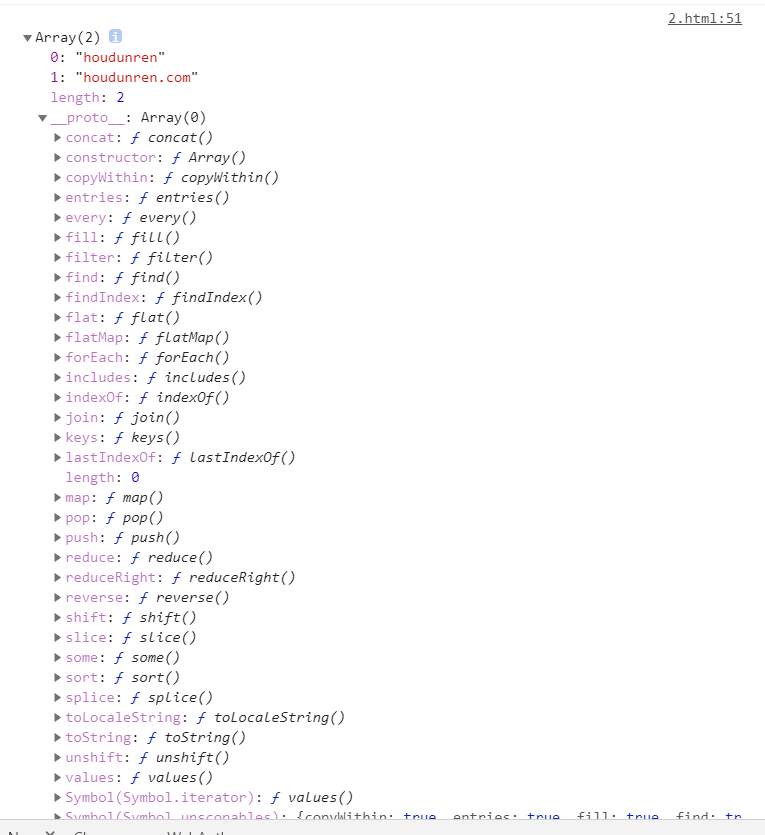 2.html:51
Array(2) i
0: "houdunren"
1: "houdunren.com"
length: 2
__proto__: Array(0)
concat: ƒ concat()
constructor: ƒ Array()
copyWithin: ƒ copyWithin()
entries: ƒ entries()
every: ƒ every()
fill: ƒ fill()
filter: ƒ filter()
find: ƒ find()
findIndex: ƒ findIndex()
flat: ƒ flat()
flatMap: ƒ flatMap()
forEach: ƒ forEach()
includes: ƒ includes()
indexOf: ƒ indexOf()
join: ƒ join()
keys: ƒ keys()
lastIndexOf: ƒ lastIndexOf()
length: 0
map: ƒ map()
pop: ƒ pop()
push: ƒ push()
reduce: ƒ reduce()
reduceRight: ƒ reduceRight()
reverse: ƒ reverse()
shift: ƒ shift()
slice: ƒ slice()
some: ƒ some()
sort: ƒ sort()
splice: ƒ splice()
toLocaleString: ƒ toLocaleString()
toString: ƒ toString()
unshift: ƒ unshift()
values: ƒ values()
Symbol(Symbol.iterator): ƒ values()
Symbol(Symbol.unscopables): {copyWithin: true, entries: true, fill: true, find: tr